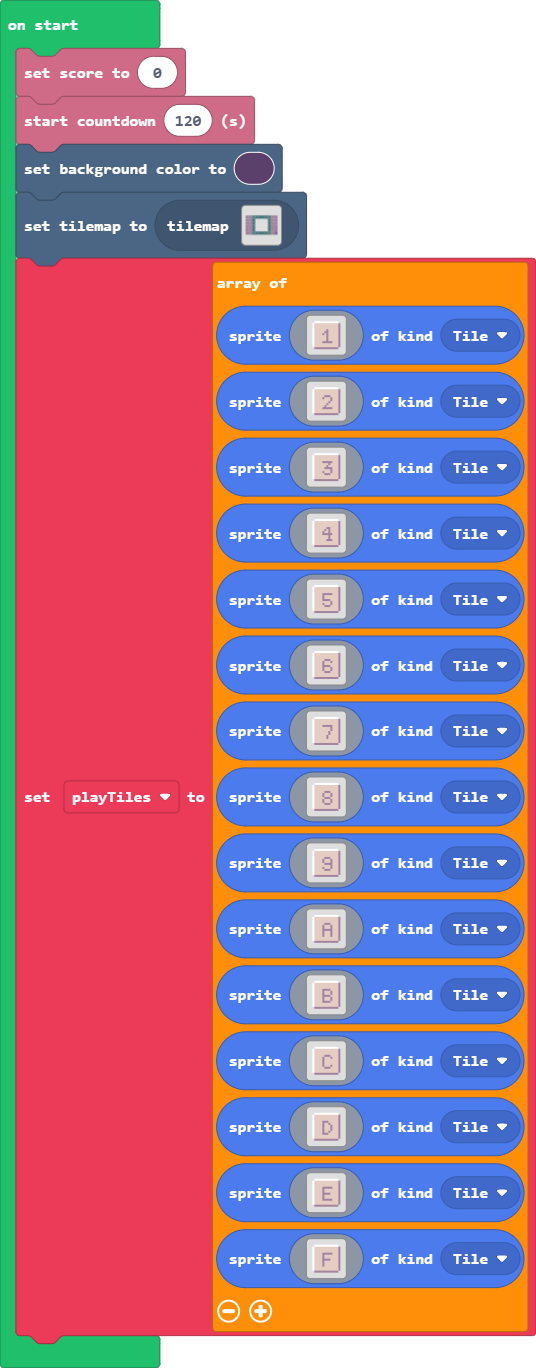 on start
set score to 0
start countdown 120 (s)
set background color to
set tilemap to tilemap
array of
sprite 1 of kind Tile
sprite 2 of kind Tile
sprite 3 of kind Tile
sprite 4 of kind Tile
sprite 5 of kind Tile
sprite 6 of kind Tile
sprite 7 of kind Tile
set playTiles to sprite 8 of kind Tile
sprite 9 of kind Tile
sprite A of kind Tile
sprite B of kind Tile
sprite C of kind Tile
sprite D of kind Tile
sprite E of kind Tile
sprite F of kind Tile